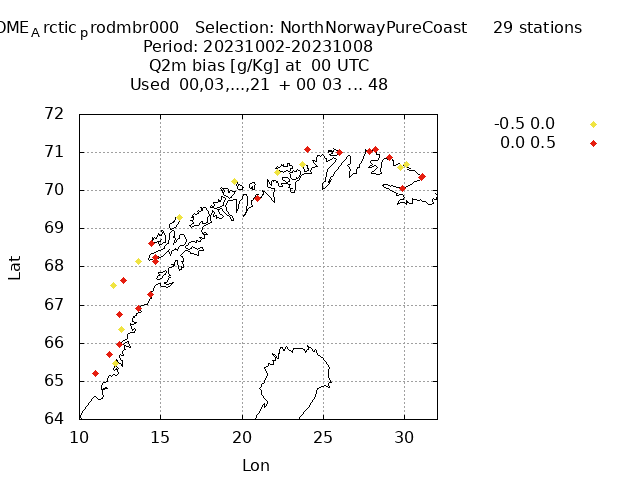 OME A rctic p rodmbr000 Selection: NorthNorwayPureCoast 29 stations
Period: 20231002-20231008
Q2m bias [g/Kg] at 00 UTC
Used 00,03,...,21 + 00 03 ... 48
-0.5 0.0
0.0 0.5
72
71
70
69
68
67
66
65
64
Lat
10 15 20 25 30
Lon